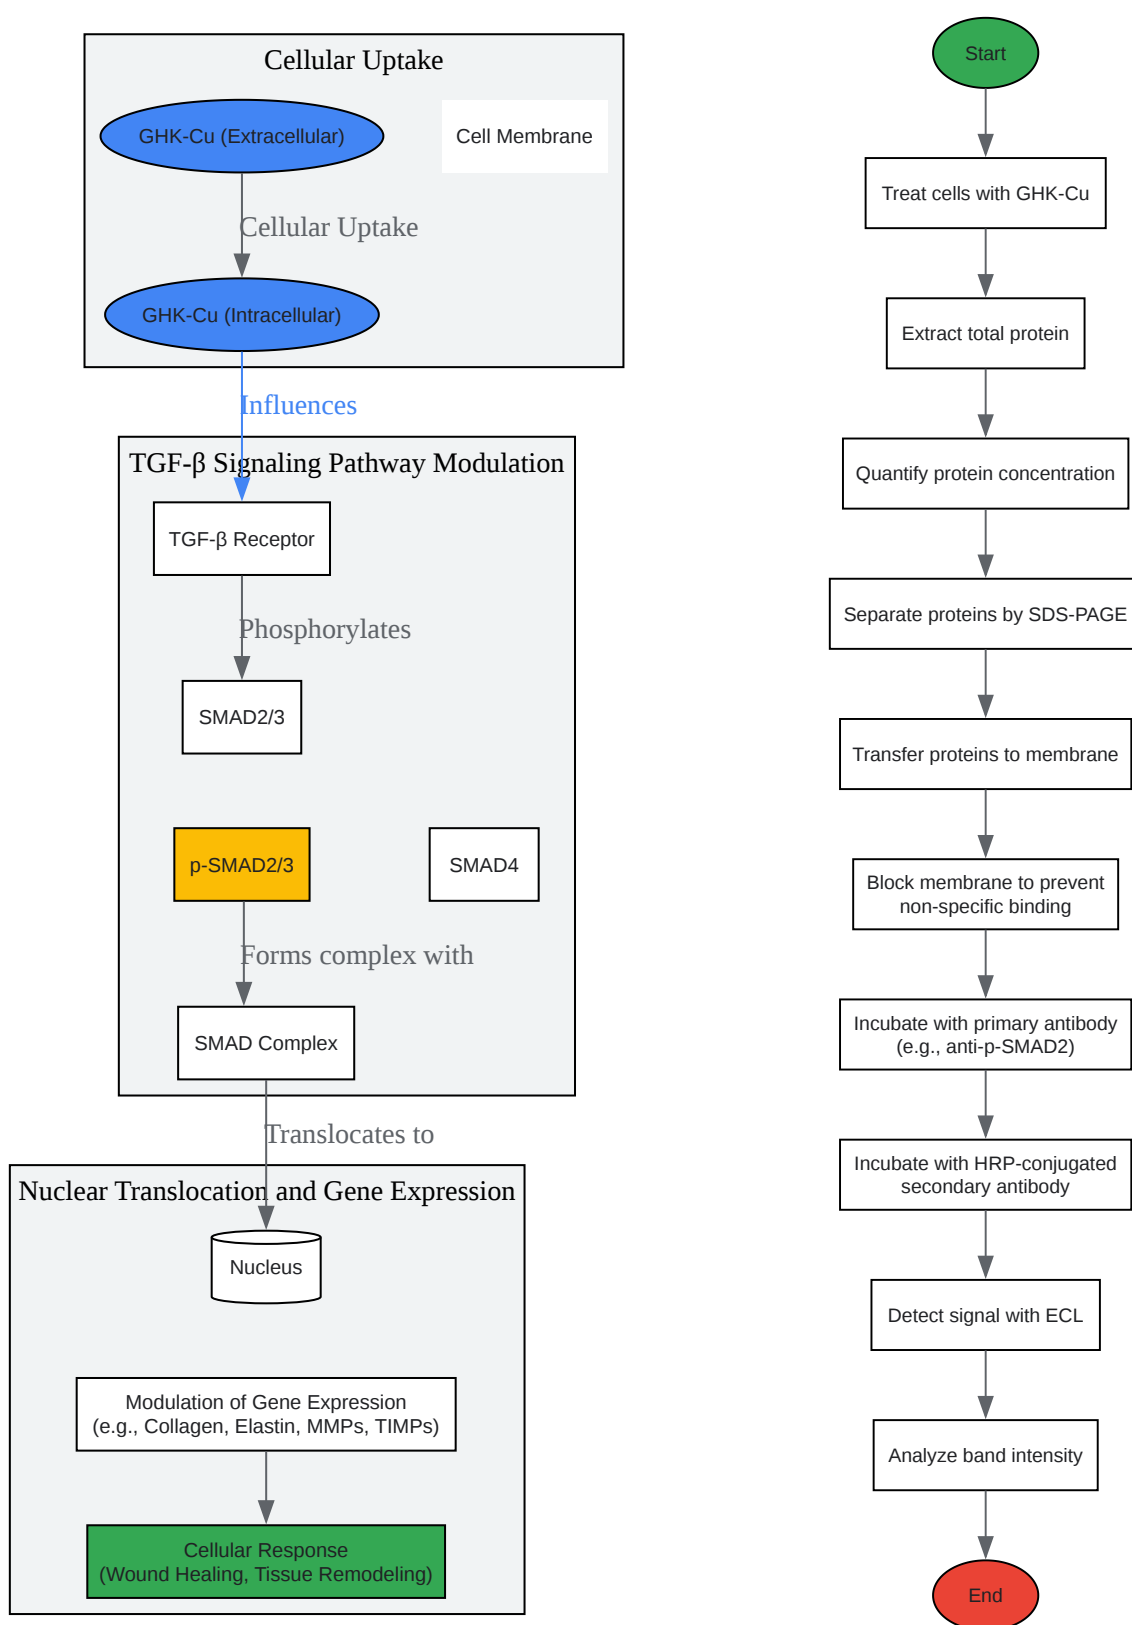 Cellular Uptake
GHK-Cu (Extracellular)
Cell Membrane
Cellular Uptake
GHK-Cu (Intracellular)
Influences
TGF-β Signaling Pathway Modulation
TGF-β Receptor
Phosphorylates
SMAD2/3
p-SMAD2/3
SMAD4
Forms complex with
SMAD Complex
Translocates to
Nuclear Translocation and Gene Expression
Nucleus
Modulation of Gene Expression
(e.g., Collagen, Elastin, MMPs, TIMPs)
Cellular Response
(Wound Healing, Tissue Remodeling)
Start
Treat cells with GHK-Cu
Extract total protein
Quantify protein concentration
Separate proteins by SDS-PAGE
Transfer proteins to membrane
Block membrane to prevent
non-specific binding
Incubate with primary antibody
(e.g., anti-p-SMAD2)
Incubate with HRP-conjugated
secondary antibody
Detect signal with ECL
Analyze band intensity
End